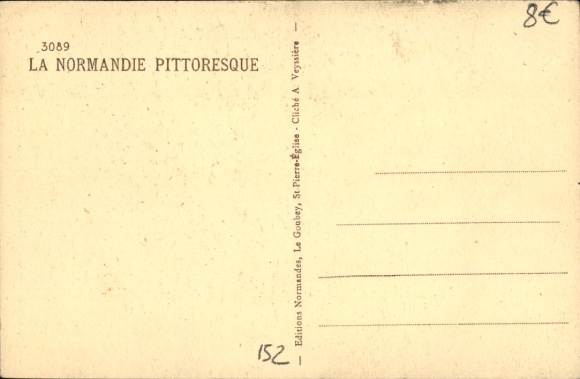 3089
LA NORMANDIE PITTORESQUE
Editions Normandes, Le Goubey, St Pierre-Église - Cliché A. Veyssière
8€
152